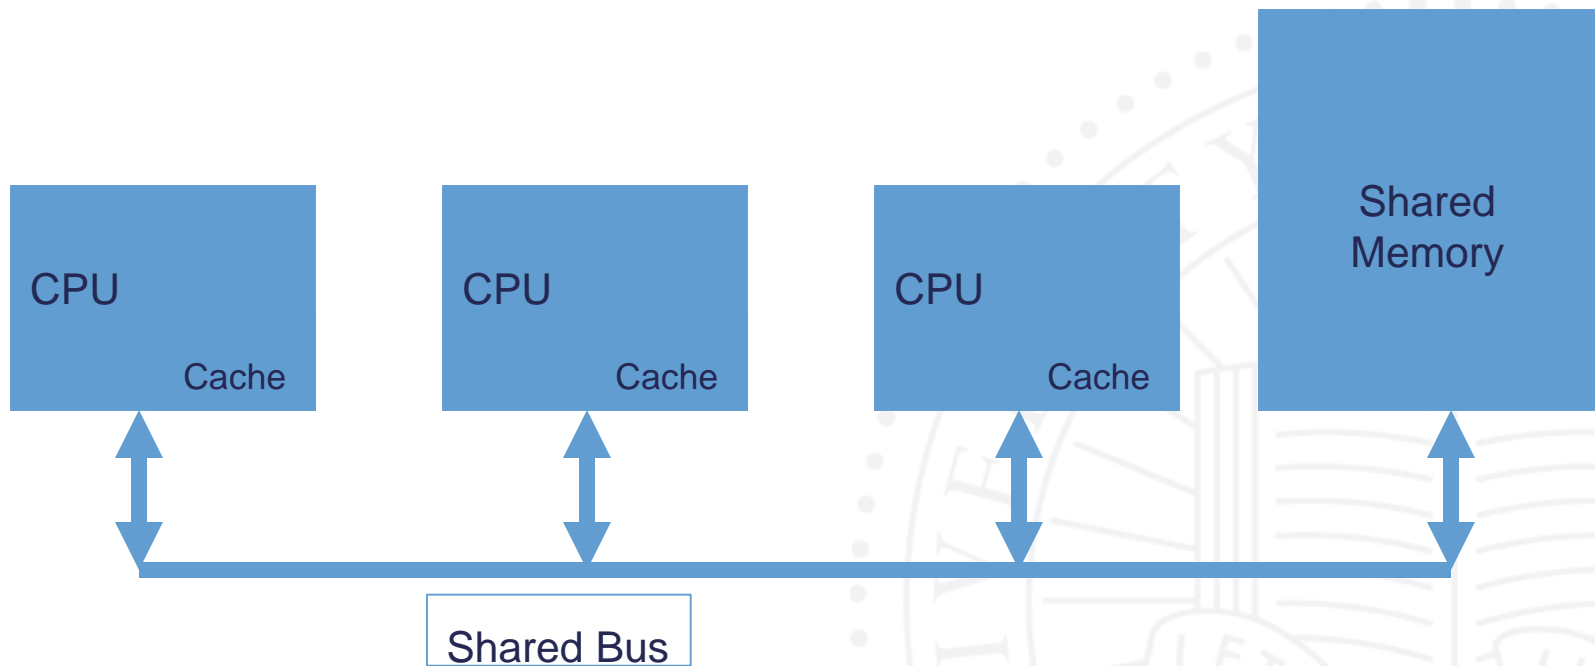 CPU
Cache
CPU
Cache
CPU
Cache
Shared
Memory
Shared Bus